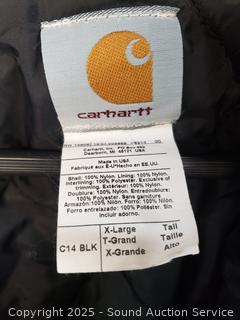 carhartt
Carhartt, Inc. PO Box 600
Dearborn, MI 48121 USA
Made in USA
Fabriqué aux É-U*Hecho en EE.UU.
Shell: 100% Nylon. Lining: 100% Nylon.
Interlining: 100% Polyester. Exclusive of
trimming. Extérieur: 100% Nylon.
Doublure: 100% Nylon. Entredoublure:
100% Polyester. Sans garniture.
Armazón: 100% Nilón. Forro: 100% Nilón.
Forro entrelazado: 100% Poliéster. Sin
incluir adorno.
C14 BLK
X-Large Tall
T-Grand Taille
X-Grande Alto
Copyright © 2025 - Sound Auction Service